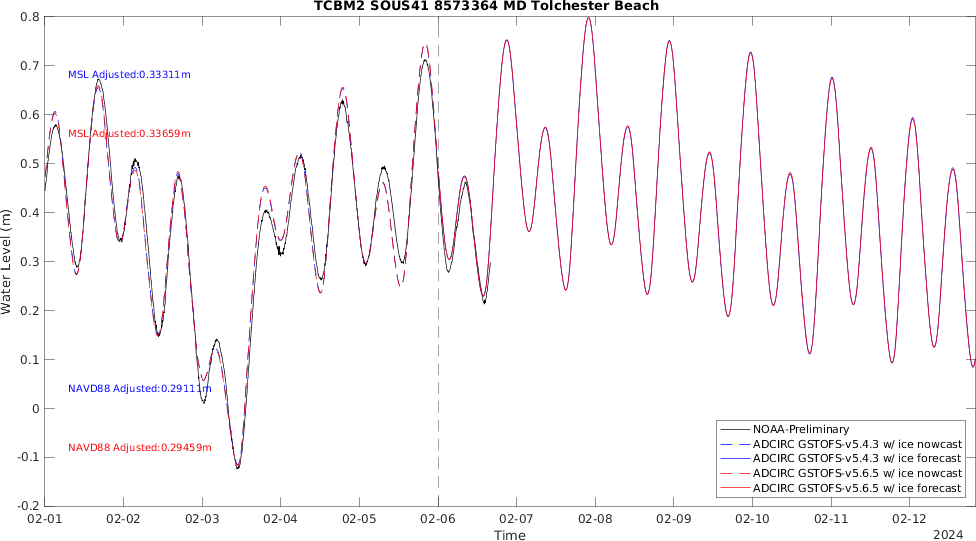 TCBM2 SOUS41 8573364 MD Tolchester Beach
0.8
0.7
0.6
0.5
0.4
0.3
0.2
0.1
0
-0.1
-0.2
Water Level (m)
MSL Adjusted:0.33311m
MSL Adjusted:0.33659m
NAVD88 Adjusted:0.29111m
NAVD88 Adjusted:0.29459m
NOAA-Preliminary
ADCIRC GSTOFS-v5.4.3 w/ ice nowcast
ADCIRC GSTOFS-v5.4.3 w/ ice forecast
ADCIRC GSTOFS-v5.6.5 w/ ice nowcast
ADCIRC GSTOFS-v5.6.5 w/ ice forecast
02-01 02-02 02-03 02-04 02-05 02-06 02-07 02-08 02-09 02-10 02-11 02-12
Time
2024